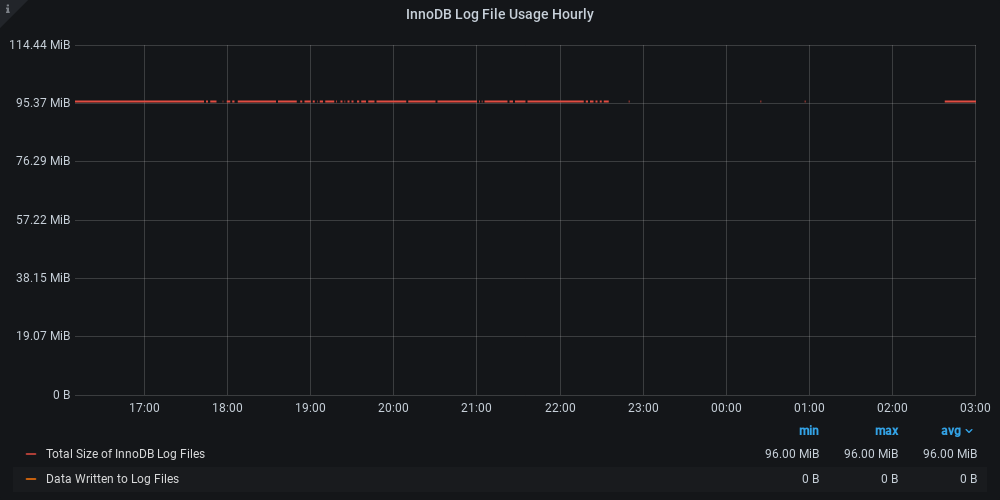 i
InnoDB Log File Usage Hourly
114.44 MiB
95.37 MiB
76.29 MiB
57.22 MiB
38.15 MiB
19.07 MiB
0 B
17:00 18:00 19:00 20:00 21:00 22:00 23:00 00:00 01:00 02:00 03:00
min max avg
Total Size of InnoDB Log Files 96.00 MiB 96.00 MiB 96.00 MiB
Data Written to Log Files 0 B 0 B 0 B